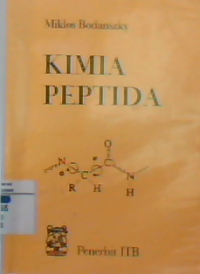 Miklos Bodanszky
KIMIA
PEPTIDA
O
N
C
N
R
H
H
Penerbit ITB